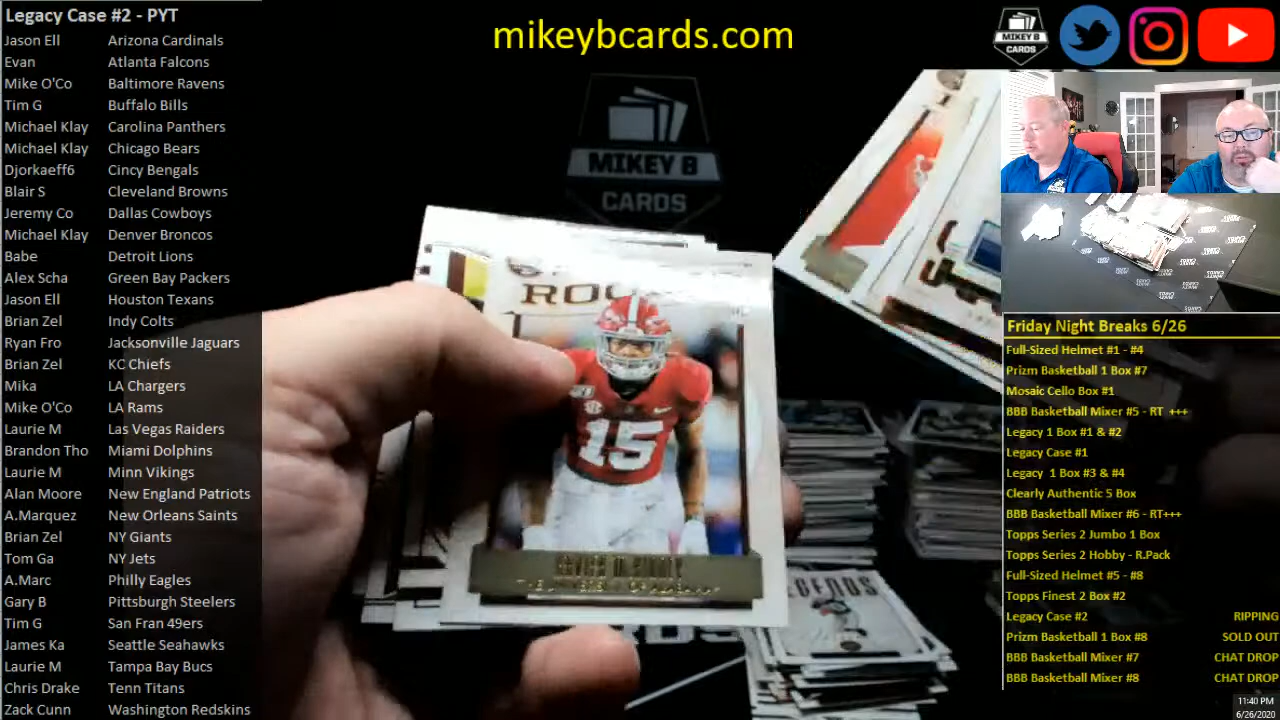 Legacy Case #2 - PYT
Jason Ell Arizona Cardinals
Evan Atlanta Falcons
Mike O'Co Baltimore Ravens
Tim G Buffalo Bills
Michael Klay Carolina Panthers
Michael Klay Chicago Bears
Djorkaeff6 Cincy Bengals
Blair S Cleveland Browns
Jeremy Co Dallas Cowboys
Michael Klay Denver Broncos
Babe Detroit Lions
Alex Scha Green Bay Packers
Jason Ell Houston Texans
Brian Zel Indy Colts
Ryan Fro Jacksonville Jaguars
Brian Zel KC Chiefs
Mika LA Chargers
Mike O'Co LA Rams
Laurie M Las Vegas Raiders
Brandon Tho Miami Dolphins
Laurie M Minn Vikings
Alan Moore New England Patriots
A.Marquez New Orleans Saints
Brian Zel NY Giants
Tom Ga NY Jets
A.Marc Philly Eagles
Gary B Pittsburgh Steelers
Tim G San Fran 49ers
James Ka Seattle Seahawks
Laurie M Tampa Bay Bucs
Chris Drake Tenn Titans
Zack Cunn Washington Redskins
mikeybcards.com
MIKEY B
CARDS
ROO
15
LEGENDS
MIKEY B
CARDS
Friday Night Breaks 6/26
Full-Sized Helmet #1 - #4
Prizm Basketball 1 Box #7
Mosaic Cello Box #1
BBB Basketball Mixer #5 - RT +++
Legacy 1 Box #1 & #2
Legacy Case #1
Legacy 1 Box #3 & #4
Clearly Authentic 5 Box
BBB Basketball Mixer #6 - RT+++
Topps Series 2 Jumbo 1 Box
Topps Series 2 Hobby - R.Pack
Full-Sized Helmet #5 - #8
Topps Finest 2 Box #2
Legacy Case #2 RIPPING
Prizm Basketball 1 Box #8 SOLD OUT
BBB Basketball Mixer #7 CHAT DROP
BBB Basketball Mixer #8 CHAT DROP
11:40 PM
6/26/2020